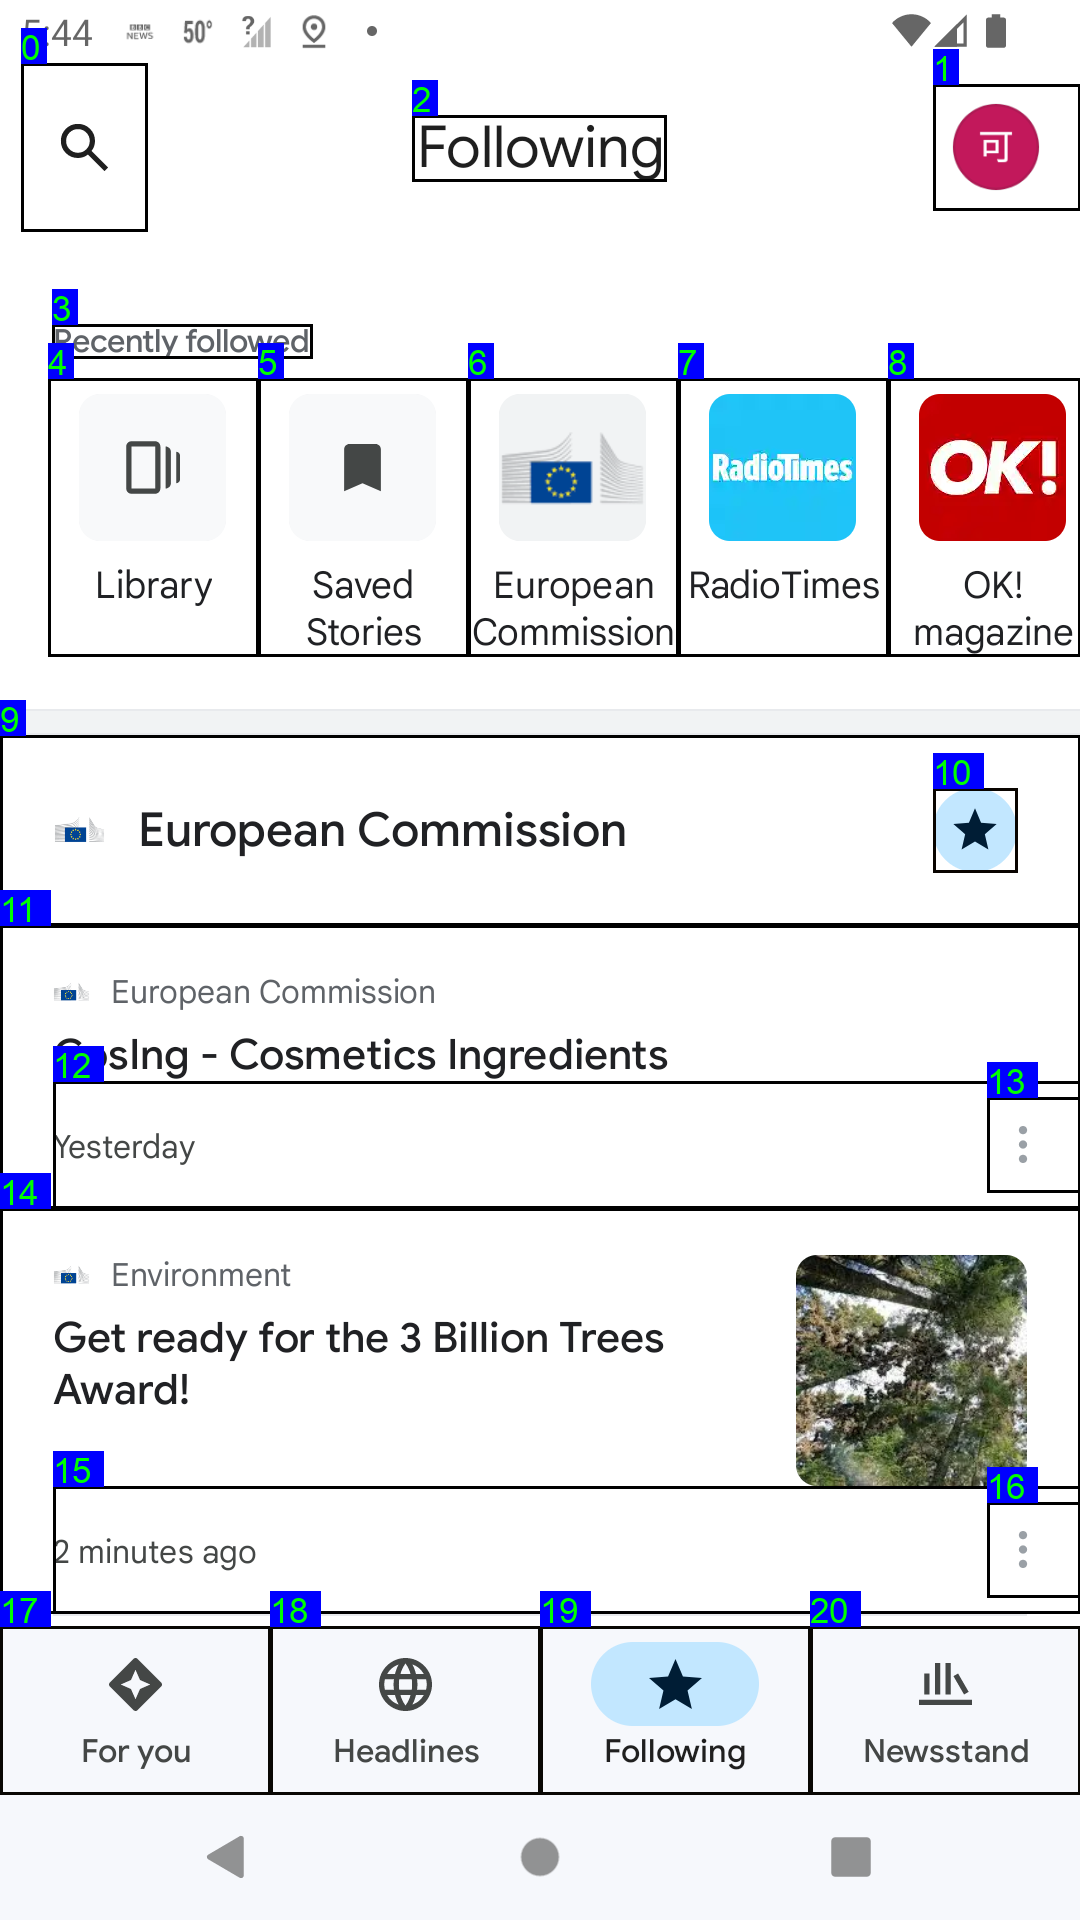 5:44
BBC
NEWS
50°
?
Following
可
Recently followed
RadioTimes
OK!
Library
Saved
Stories
European
Commission
RadioTimes
OK!
magazine
European Commission
European Commission
CosIng - Cosmetics Ingredients
Yesterday
Environment
Get ready for the 3 Billion Trees
Award!
2 minutes ago
For you
Headlines
Following
Newsstand
0
1
2
3
4
5
6
7
8
9
10
11
12
13
14
15
16
17
18
19
20